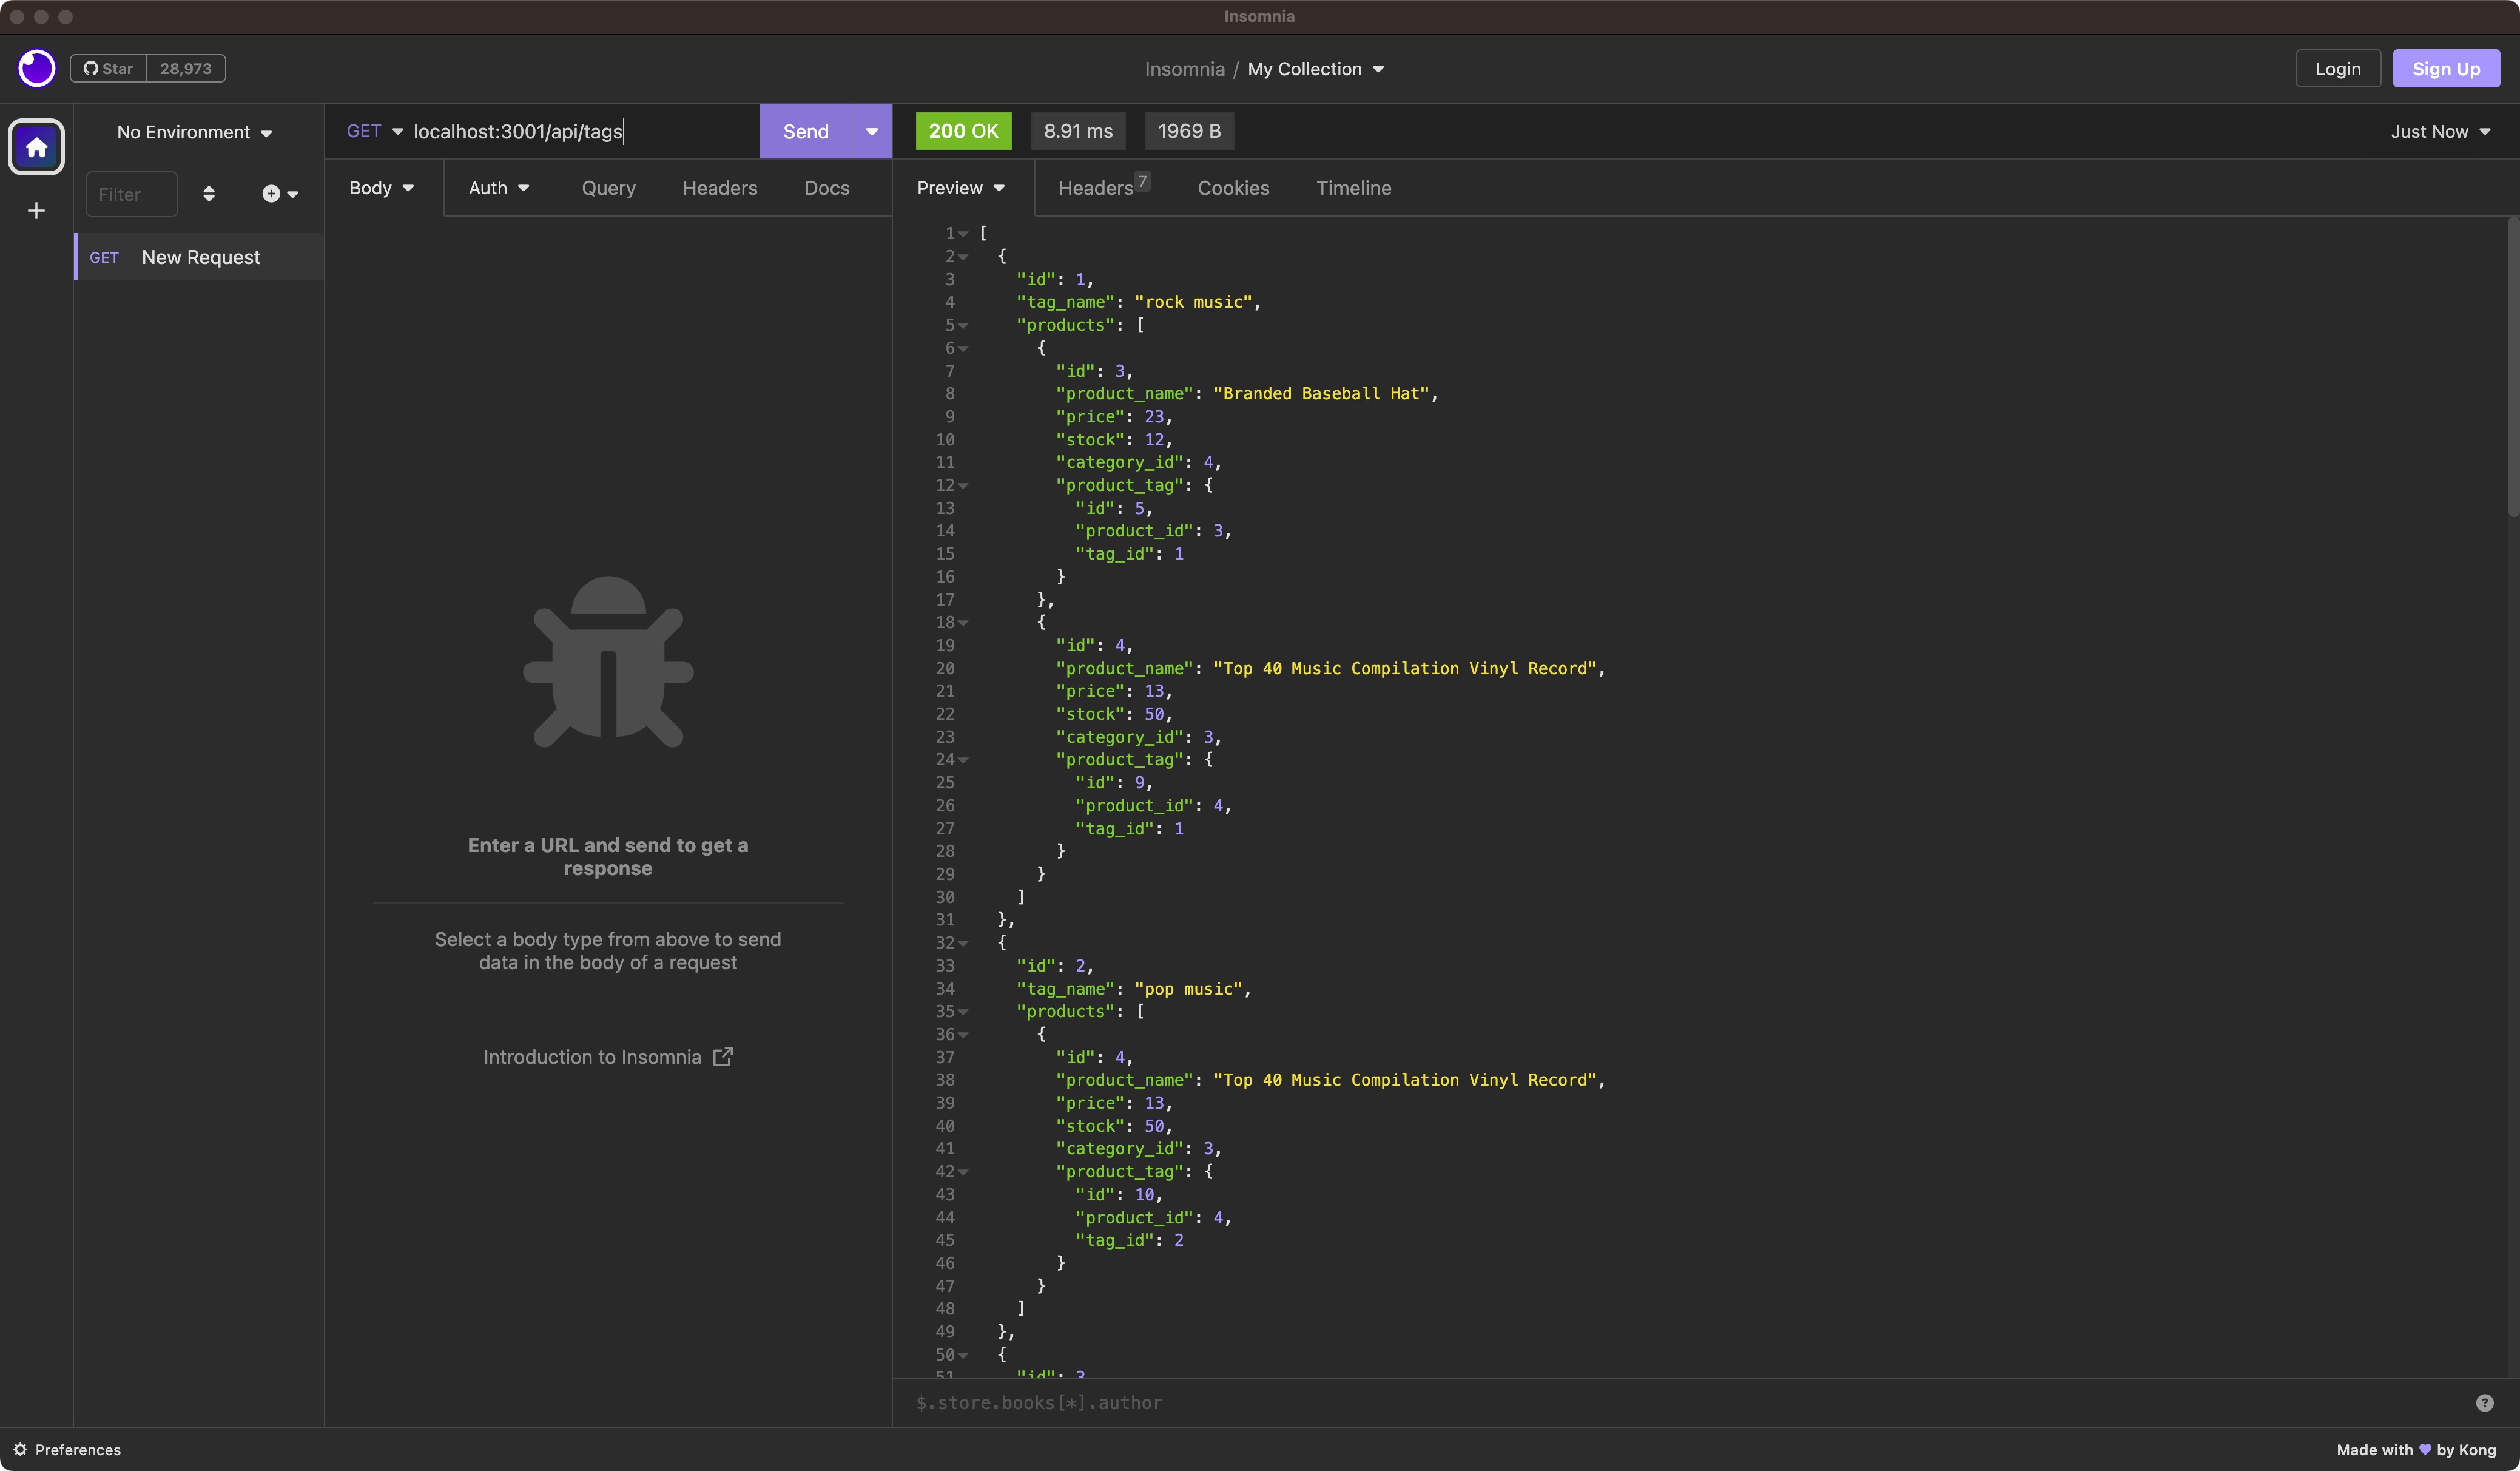 Insomnia
Star 28,973
Insomnia / My Collection
Login
Sign Up
No Environment
Filter
GET New Request
GET localhost:3001/api/tags
Send
Body Auth Query Headers Docs
Enter a URL and send to get a
response
Select a body type from above to send
data in the body of a request
Introduction to Insomnia
200 OK 8.91 ms 1969 B
Just Now
Preview Headers 7 Cookies Timeline
1 [
2 {
3 "id": 1,
4 "tag_name": "rock music",
5 "products": [
6 {
7 "id": 3,
8 "product_name": "Branded Baseball Hat",
9 "price": 23,
10 "stock": 12,
11 "category_id": 4,
12 "product_tag": {
13 "id": 5,
14 "product_id": 3,
15 "tag_id": 1
16 }
17 },
18 {
19 "id": 4,
20 "product_name": "Top 40 Music Compilation Vinyl Record",
21 "price": 13,
22 "stock": 50,
23 "category_id": 3,
24 "product_tag": {
25 "id": 9,
26 "product_id": 4,
27 "tag_id": 1
28 }
29 }
30 ]
31 },
32 {
33 "id": 2,
34 "tag_name": "pop music",
35 "products": [
36 {
37 "id": 4,
38 "product_name": "Top 40 Music Compilation Vinyl Record",
39 "price": 13,
40 "stock": 50,
41 "category_id": 3,
42 "product_tag": {
43 "id": 10,
44 "product_id": 4,
45 "tag_id": 2
46 }
47 }
48 ]
49 },
50 {
51 "id": 3
$.store.books[*].author
?
Preferences
Made with 💜 by Kong